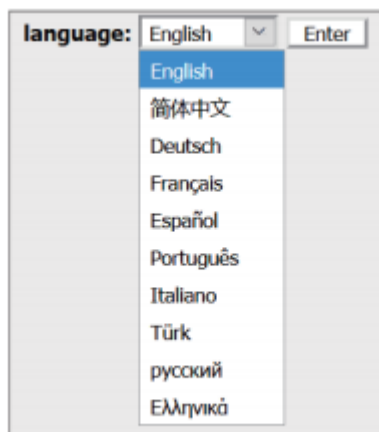 language: English Enter
English
简体中文
Deutsch
Français
Español
Português
Italiano
Türk
русский
Ελληνικά